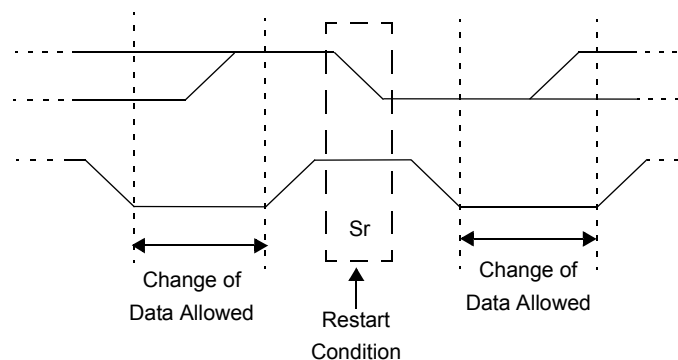 Sr
Change of
Data Allowed
Change of
Data Allowed
Restart
Condition